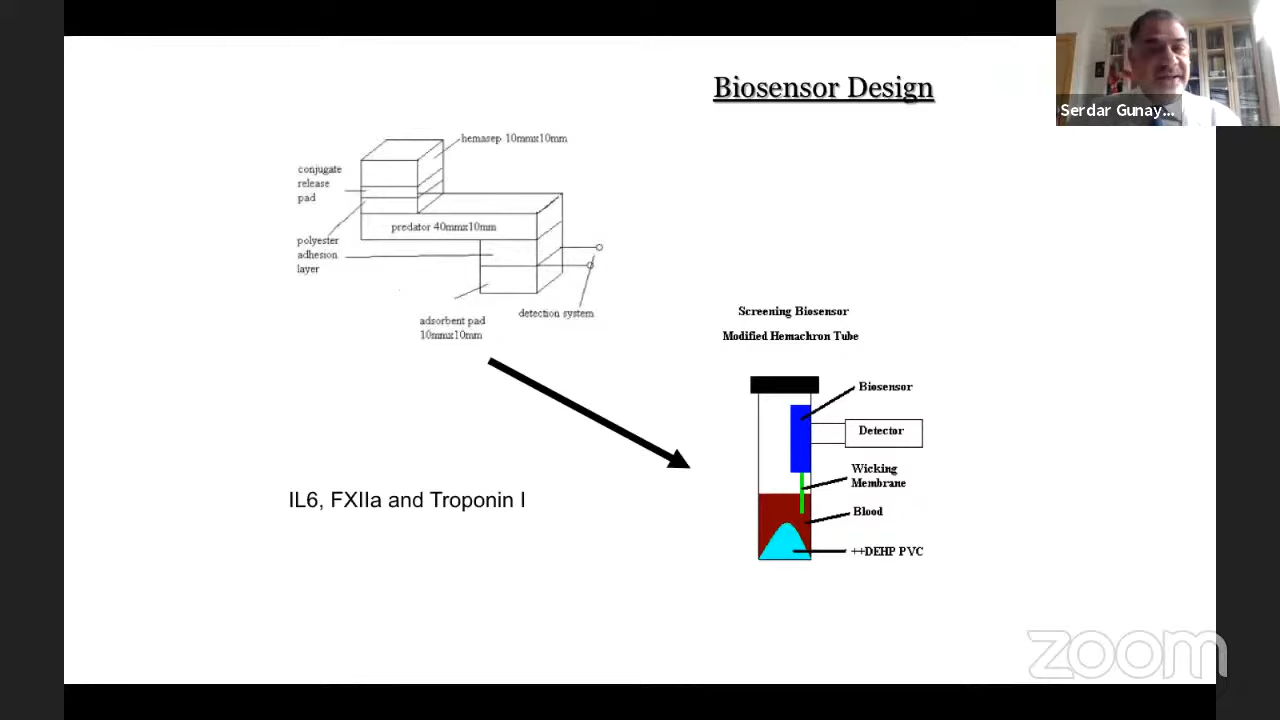 Biosensor Design
Serdar Gunay...
hemasep 10mmx10mm
conjugate
release
pad
predator 40mmx10mm
polyester
adhesion
layer
adsorbent pad
10mmx10mm
detection system
Screening Biosensor
Modified Hemachron Tube
Biosensor
Detector
Wicking
Membrane
Blood
++DEHP PVC
IL6, FXIIa and Troponin I
zoom